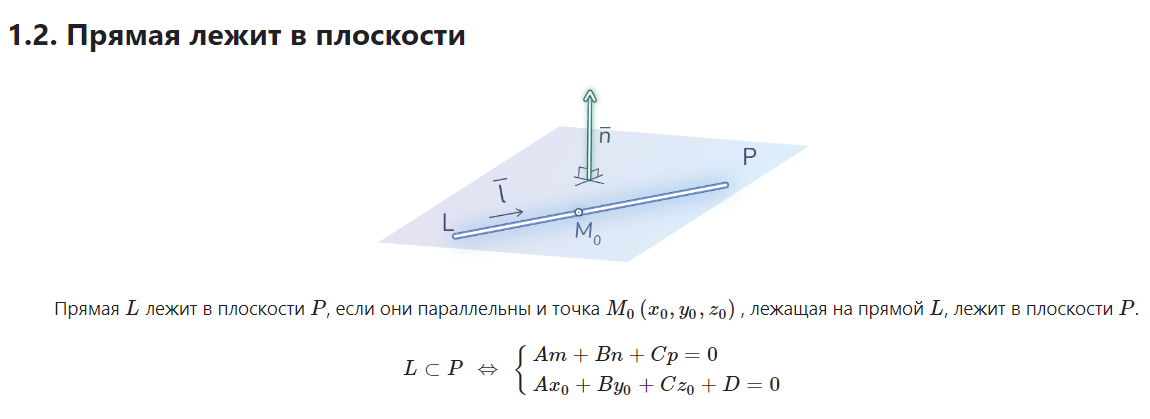 1.2. Прямая лежит в плоскости
n̅
P
l̅
L
M₀
Прямая L лежит в плоскости P, если они параллельны и точка M₀ (x₀, y₀, z₀) , лежащая на прямой L, лежит в плоскости P.
L ⊂ P ⇔ { Am + Bn + Cp = 0
Ax₀ + By₀ + Cz₀ + D = 0